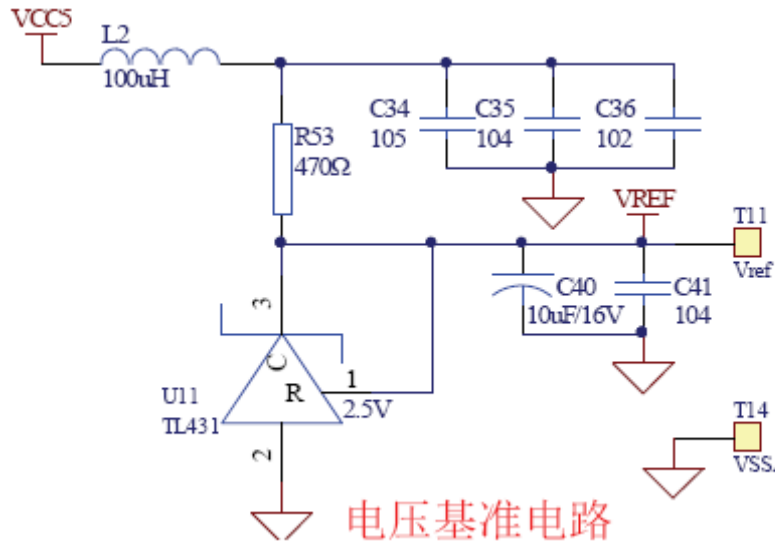 VCC5
L2
100uH
C34
105
C35
104
C36
102
R53
470Ω
VREF
T11
Vref
C40
10uF/16V
C41
104
3
C
R
1
2.5V
U11
TL431
2
T14
VSS.
电压基准电路